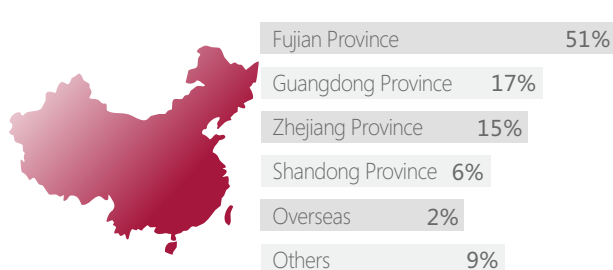 Fujian Province 51%
Guangdong Province 17%
Zhejiang Province 15%
Shandong Province 6%
Overseas 2%
Others 9%